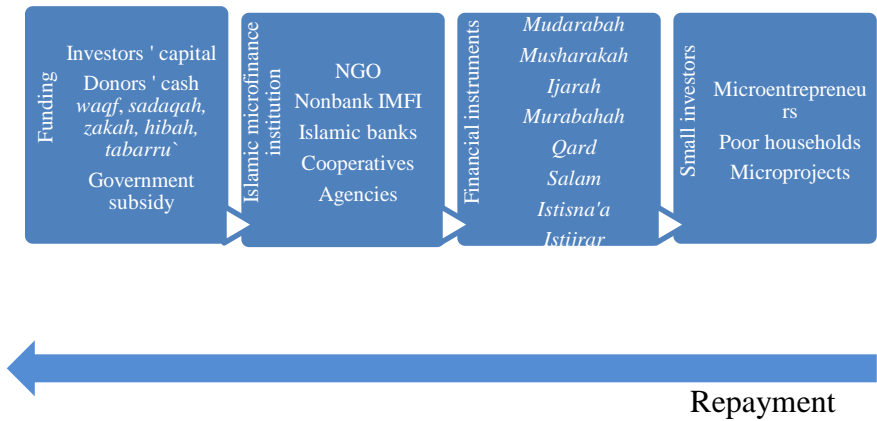 Funding
Investors ' capital
Donors ' cash
waqf, sadaqah,
zakah, hibah,
tabarru`
Government
subsidy
Islamic microfinance
institution
NGO
Nonbank IMFI
Islamic banks
Cooperatives
Agencies
Financial instruments
Mudarabah
Musharakah
Ijarah
Murabahah
Qard
Salam
Istisna'a
Istijrar
Small investors
Microentrepreneu
rs
Poor households
Microprojects
Repayment